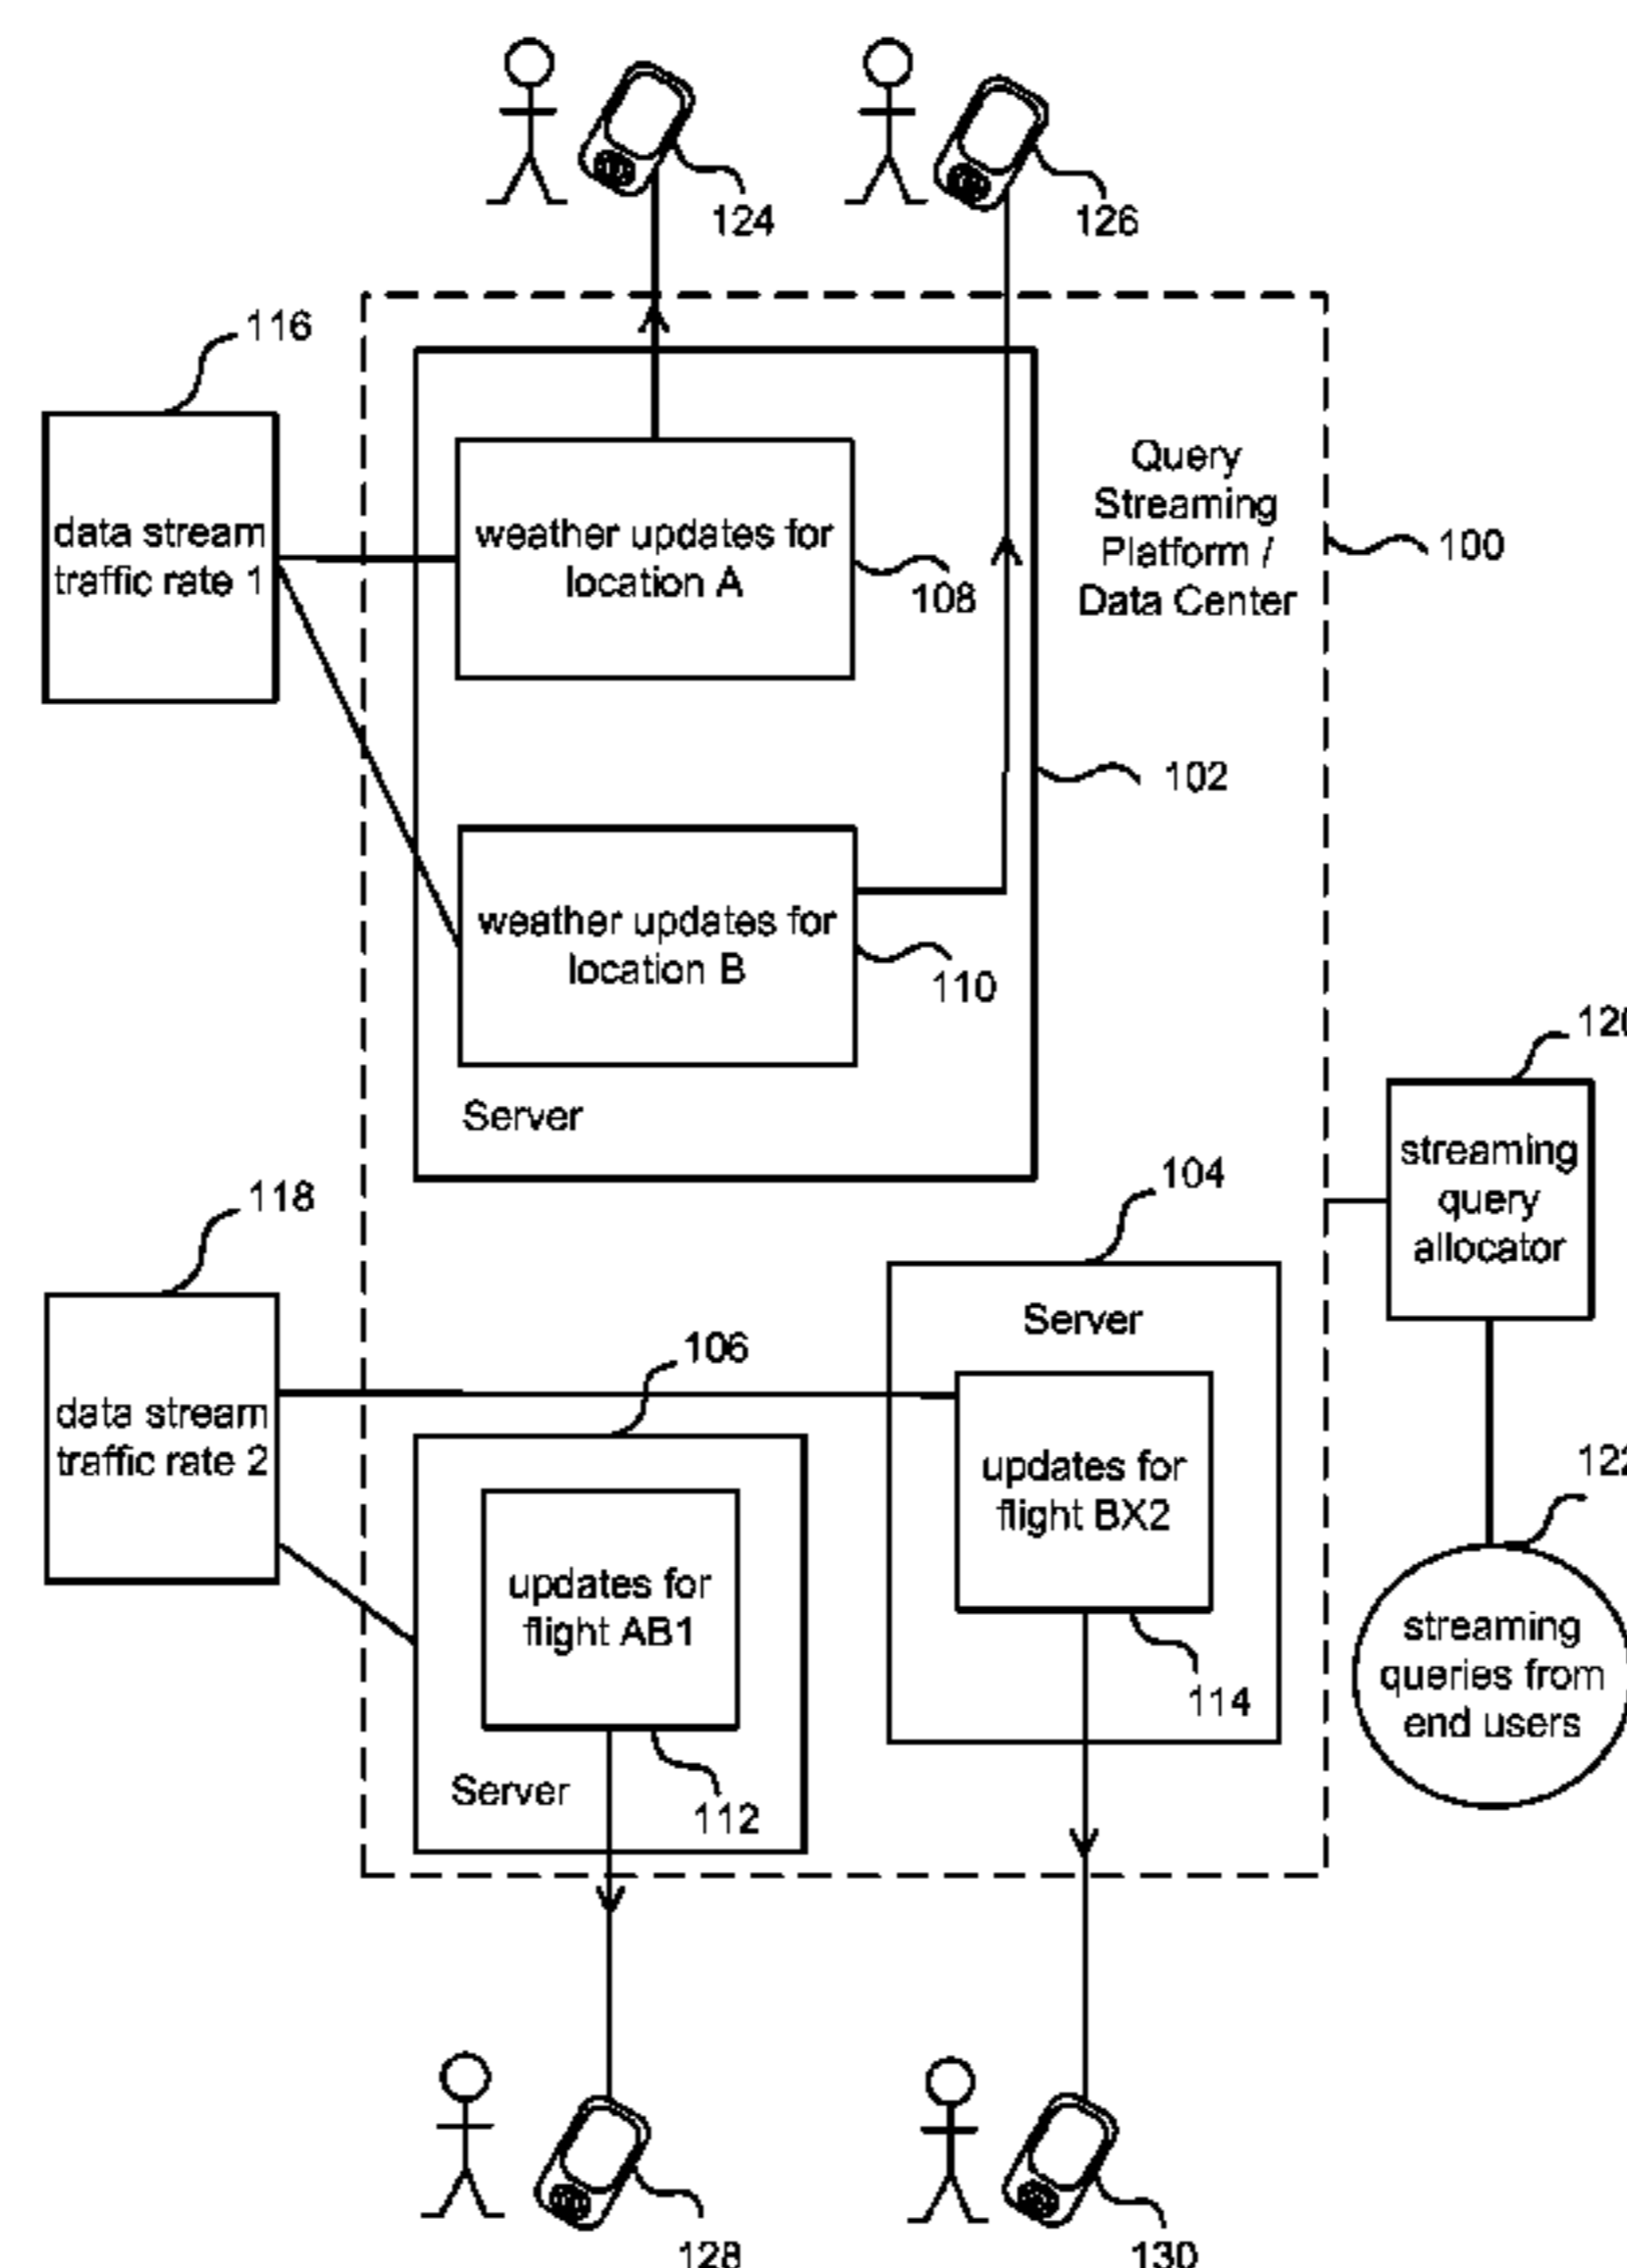 124
126
116
data stream
traffic rate 1
weather updates for
location A
108
Query
Streaming
Platform /
Data Center
100
102
weather updates for
location B
110
Server
120
streaming
query
allocator
118
data stream
traffic rate 2
104
Server
106
updates for
flight BX2
114
updates for
flight AB1
Server
112
122
streaming
queries from
end users
128
130